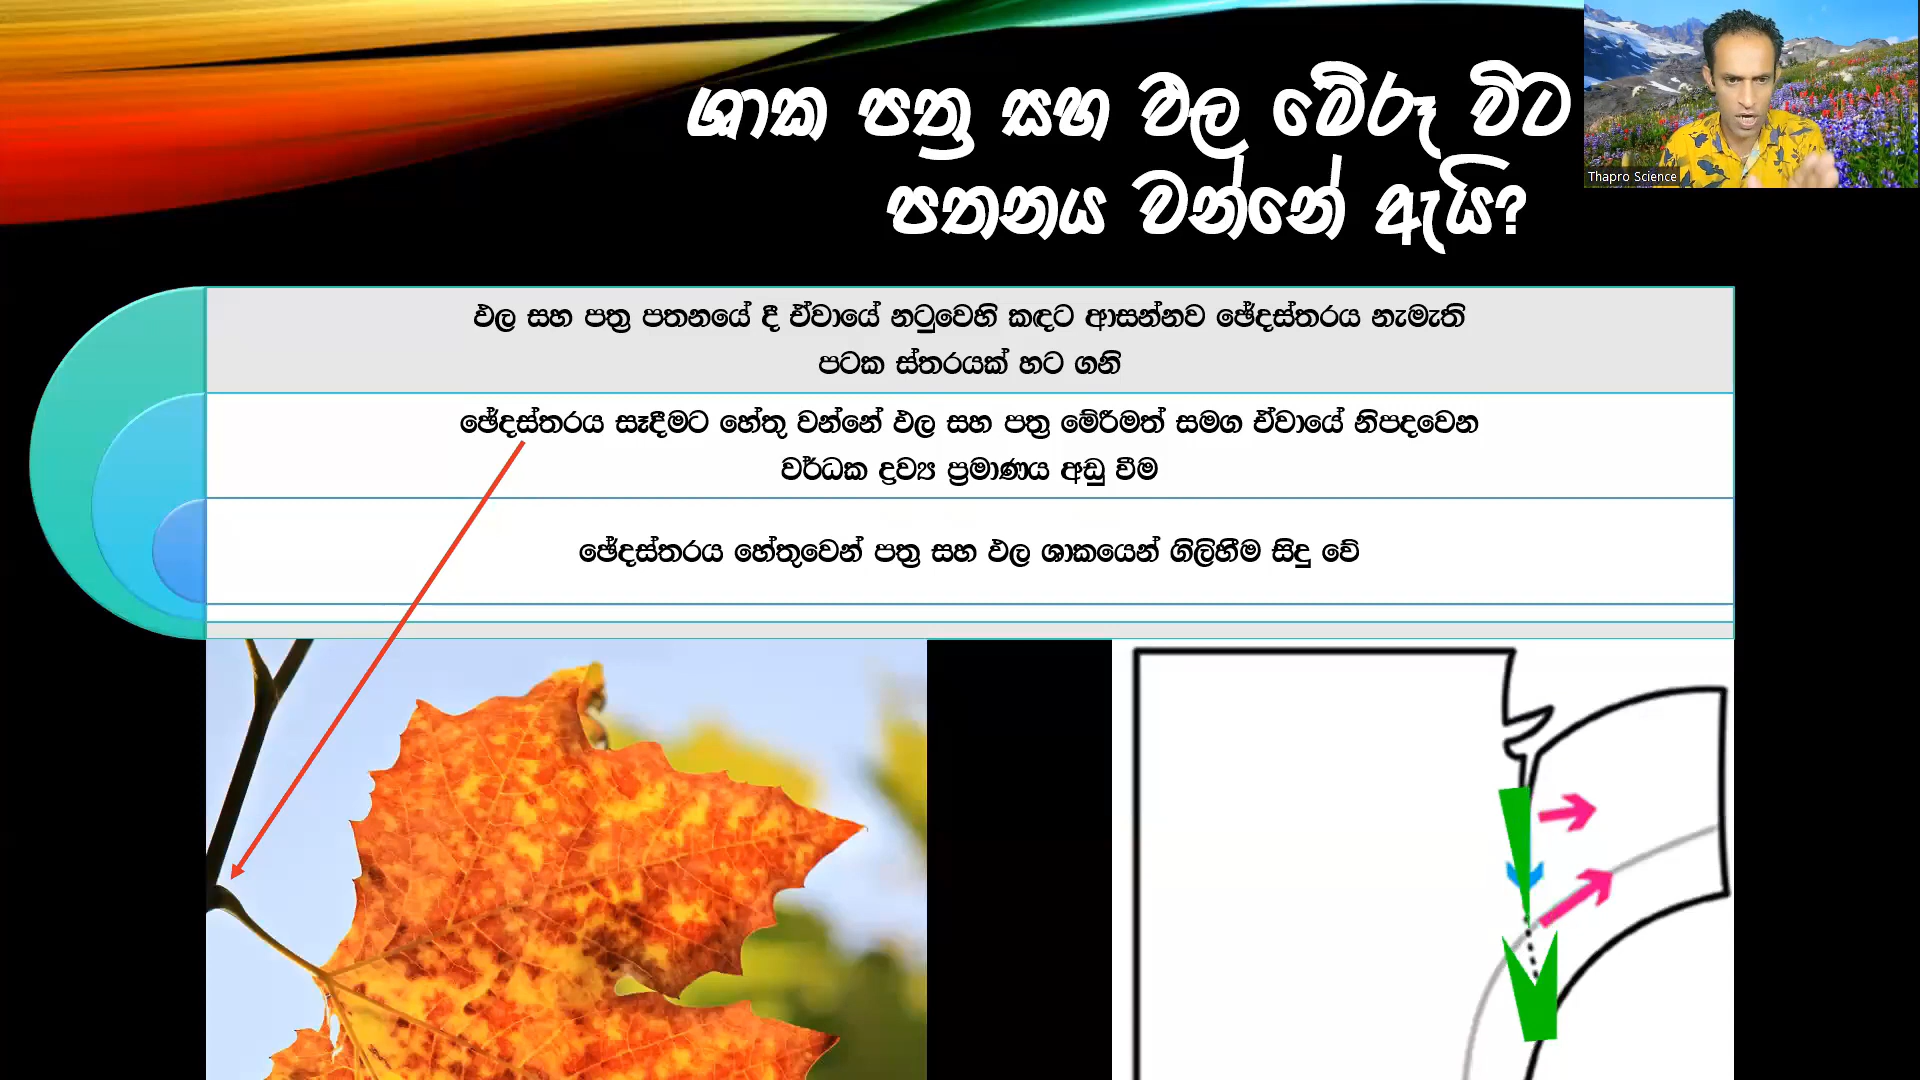 ශාක පත්‍ර සහ ඵල මේරූ විට
පතනය වන්නේ ඇයි?
Thapro Science
ඵල සහ පත්‍ර පතනයේ දී ඒවායේ නටුවෙහි කඳට ආසන්නව ඡේදස්තරය නැමැති
පටක ස්තරයක් හට ගනි
ඡේදස්තරය සෑදීමට හේතු වන්නේ ඵල සහ පත්‍ර මේරීමත් සමග ඒවායේ නිපදවෙන
වර්ධක ද්‍රව්‍ය ප්‍රමාණය අඩු වීම
ඡේදස්තරය හේතුවෙන් පත්‍ර සහ ඵල ශාකයෙන් ගිලිහීම සිදු වේ